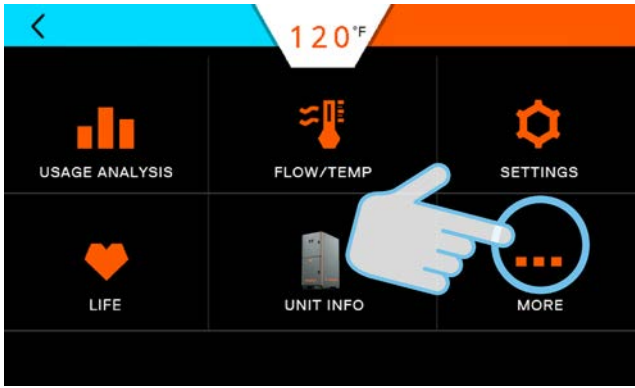 120°F
USAGE ANALYSIS
FLOW/TEMP
SETTINGS
LIFE
UNIT INFO
MORE